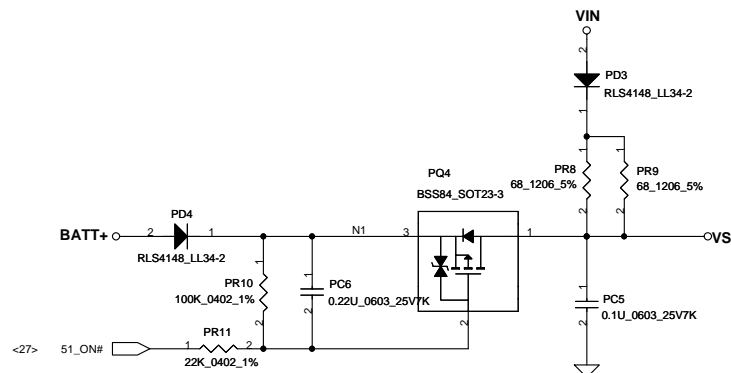 VIN
2
PD3
RLS4148_LL34-2
1
1
1
PR8
68_1206_5%
PR9
68_1206_5%
2
2
PQ4
BSS84_SOT23-3
BATT+
2
PD4
1
RLS4148_LL34-2
N1
3
1
VS
2
1
PR10
100K_0402_1%
2
1
PC6
0.22U_0603_25V7K
2
1
PC5
0.1U_0603_25V7K
2
<27>
51_ON#
1
PR11
2
22K_0402_1%